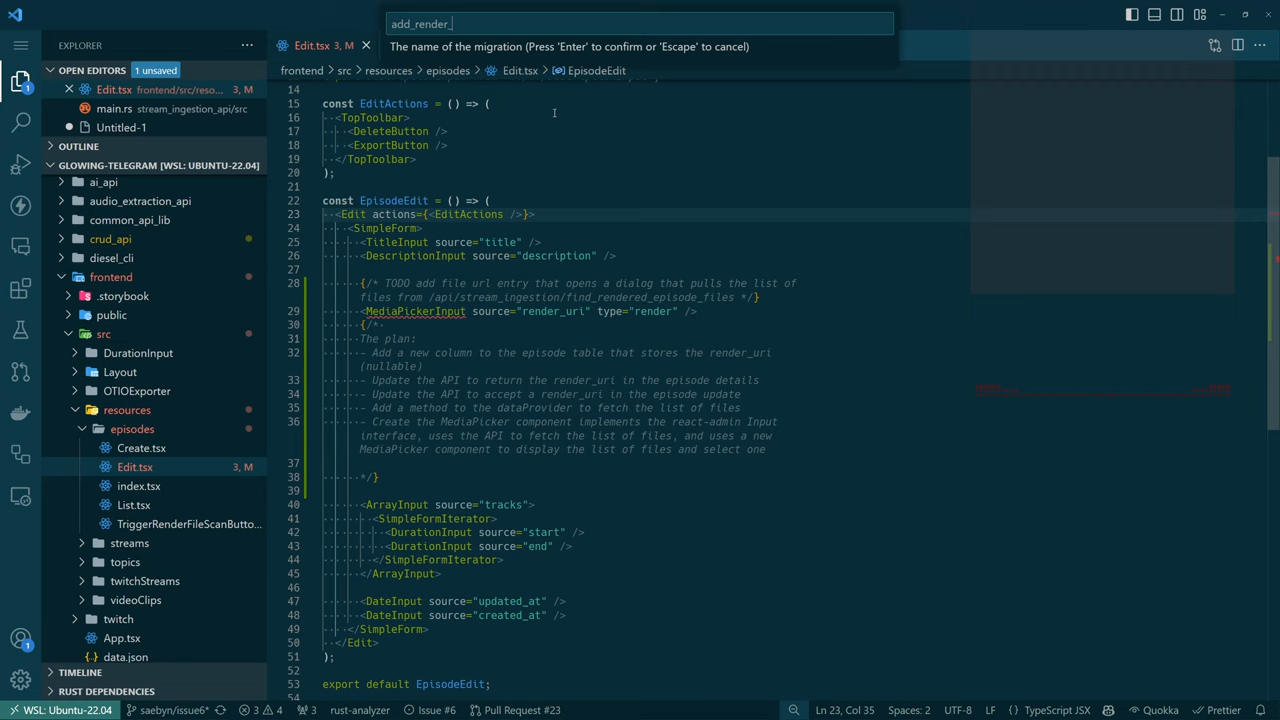 add_render_
The name of the migration (Press 'Enter' to confirm or 'Escape' to cancel)
EXPLORER
OPEN EDITORS 1 unsaved
Edit.tsx frontend/src/reso... 3, M
main.rs stream_ingestion_api/src
Untitled-1
OUTLINE
GLOWING-TELEGRAM [WSL: UBUNTU-22.04]
ai_api
audio_extraction_api
common_api_lib
crud_api
diesel_cli
frontend
.storybook
public
src
DurationInput
Layout
OTIOExporter
resources
episodes
Create.tsx
Edit.tsx 3, M
index.tsx
List.tsx
TriggerRenderFileScanButto...
streams
topics
twitchStreams
videoClips
twitch
App.tsx
data.json
TIMELINE
RUST DEPENDENCIES
1
1
Edit.tsx 3, M
frontend > src > resources > episodes > Edit.tsx > EpisodeEdit
14
15 const EditActions = () => (
16 <TopToolbar>
17 <DeleteButton />
18 <ExportButton />
19 </TopToolbar>
20 );
21
22 const EpisodeEdit = () => (
23 <Edit actions={<EditActions />}>
24 <SimpleForm>
25 <TitleInput source="title" />
26 <DescriptionInput source="description" />
27
28 {/* TODO add file url entry that opens a dialog that pulls the list of
files from /api/stream_ingestion/find_rendered_episode_files */}
29 <MediaPickerInput source="render_uri" type="render" />
30 {/*
31 The plan:
32 - Add a new column to the episode table that stores the render_uri
(nullable)
33 - Update the API to return the render_uri in the episode details
34 - Update the API to accept a render_uri in the episode update
35 - Add a method to the dataProvider to fetch the list of files
36 - Create the MediaPicker component implements the react-admin Input
interface, uses the API to fetch the list of files, and uses a new
MediaPicker component to display the list of files and select one
37
38 */}
39
40 <ArrayInput source="tracks">
41 <SimpleFormIterator>
42 <DurationInput source="start" />
43 <DurationInput source="end" />
44 </SimpleFormIterator>
45 </ArrayInput>
46
47 <DateInput source="updated_at" />
48 <DateInput source="created_at" />
49 </SimpleForm>
50 </Edit>
51 );
52
53 export default EpisodeEdit;
54
WSL: Ubuntu-22.04 saebyn/issue6* 3 4 3 rust-analyzer Issue #6 Pull Request #23 Ln 23, Col 35 Spaces: 2 UTF-8 LF {} TypeScript JSX Quokka Prettier